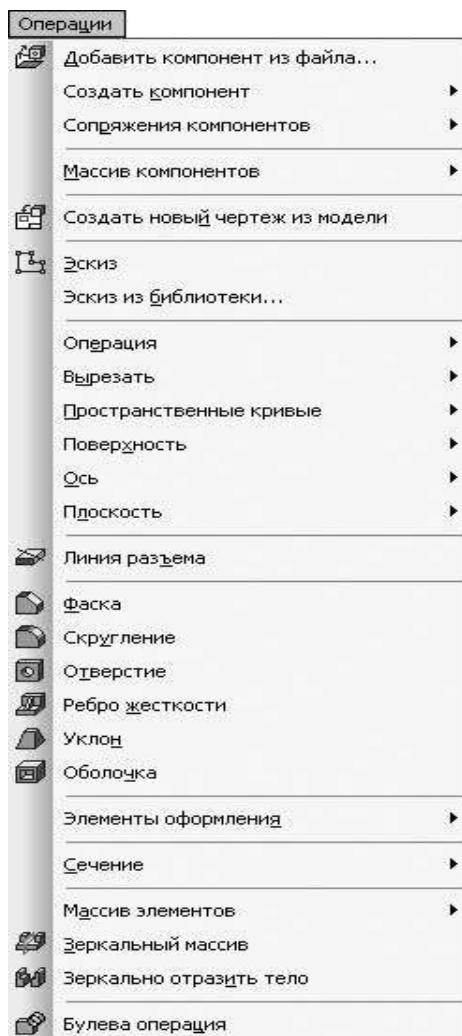 Операции
Добавить компонент из файла...
Создать компонент
Сопряжения компонентов
Массив компонентов
Создать новый чертеж из модели
Эскиз
Эскиз из библиотеки...
Операция
Вырезать
Пространственные кривые
Поверхность
Ось
Плоскость
Линия разъема
Фаска
Скругление
Отверстие
Ребро жесткости
Уклон
Оболочка
Элементы оформления
Сечение
Массив элементов
Зеркальный массив
Зеркально отразить тело
Булева операция